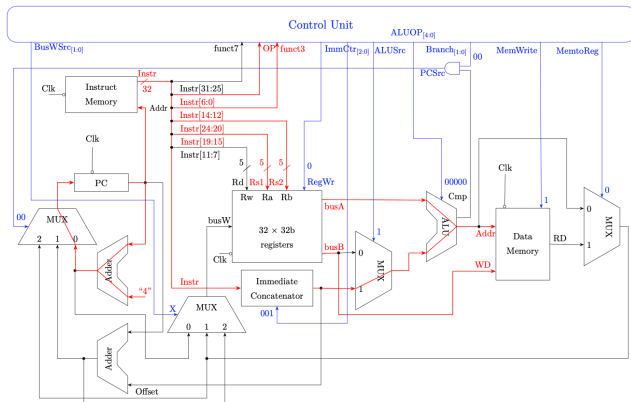 Control Unit
ALUOP[4:0]
BusWSrc[1:0]
funct7
OP
funct3
ImmCtr[2:0]
ALUSrc
Branch[1:0]
MemWrite
MemtoReg
00
PCSrc
Instr
32
Clk
Instruct
Memory
Addr
Instr[31:25]
Instr[6:0]
Instr[14:12]
Instr[24:20]
Instr[19:15]
Instr[11:7]
Clk
PC
5
5
5
0
Rd
Rs1
Rs2
RegWr
Rw
Ra
Rb
busW
32 × 32b
registers
Clk
busA
busB
00000
Cmp
ALU
Clk
1
0
Addr
Data
Memory
RD
WD
0
1
MUX
00
MUX
2
1
0
Adder
"4"
Instr
Immediate
Concatenator
001
1
0
1
MUX
X
MUX
0
1
2
Adder
Offset